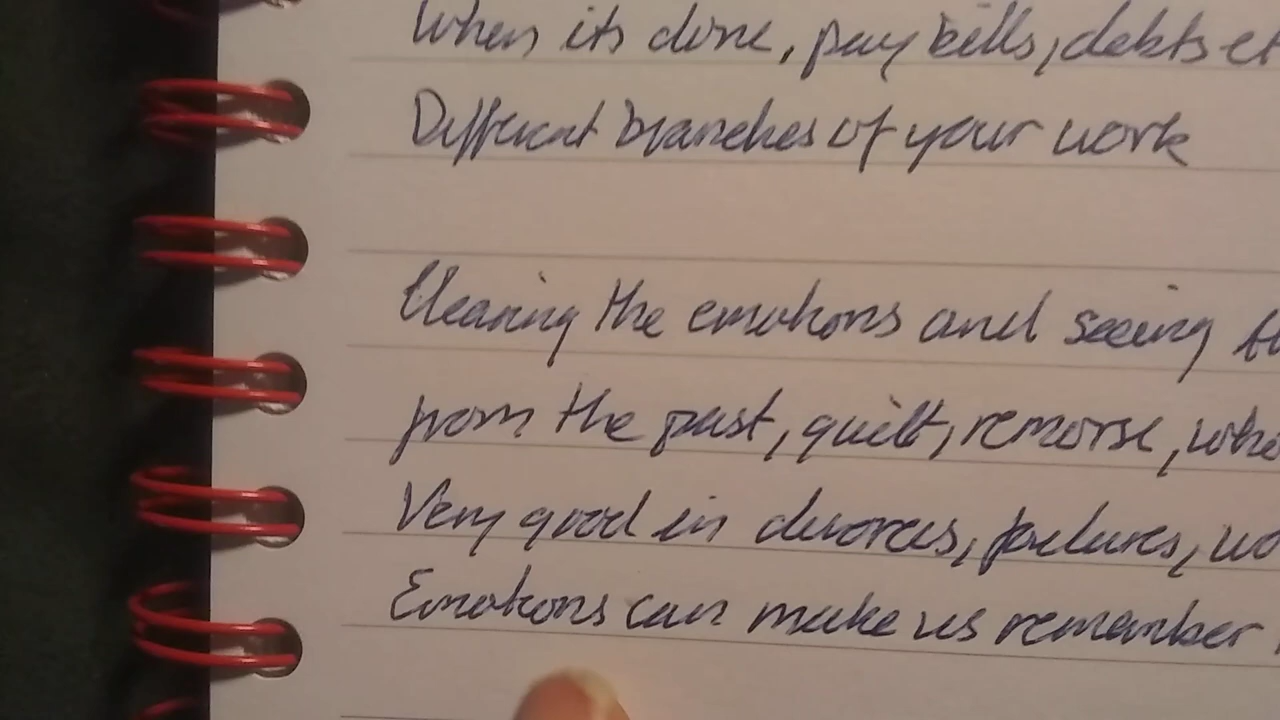 When its done, pay bills, debts et
Different branches of your work
Clearing the emotions and seeing
from the past, guilt, remorse,
Very good in divorces, failures,
Emotions can make us remember